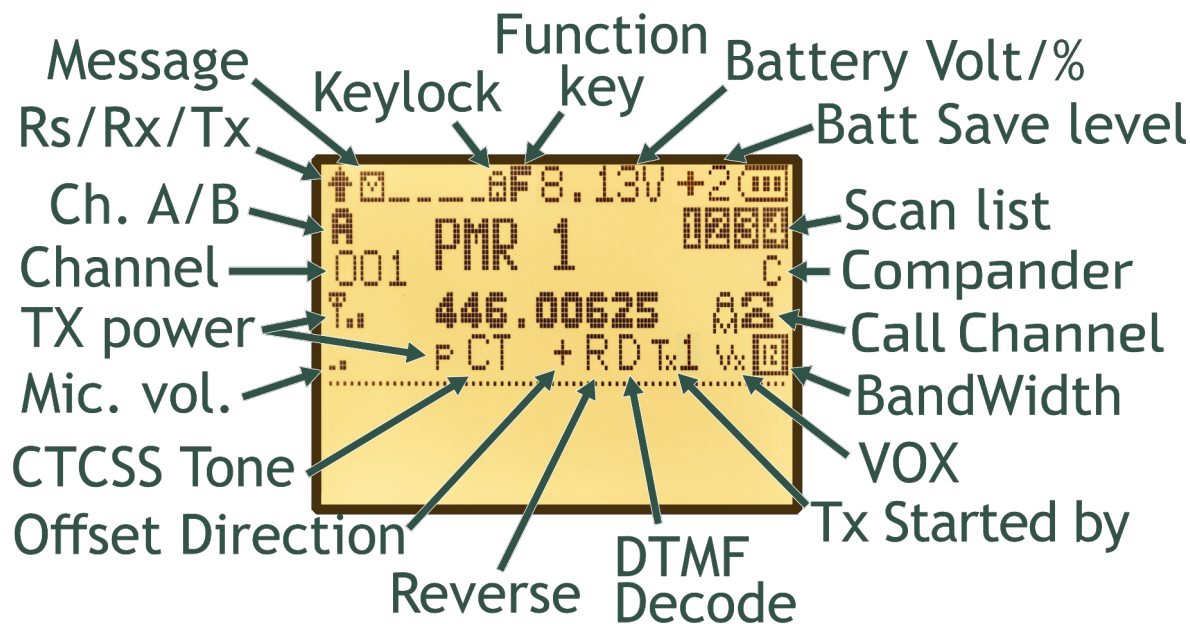 Message
Rs/Rx/Tx
Ch. A/B
Channel
TX power
Mic. vol.
CTCSS Tone
Offset Direction
Keylock
Function
key
Battery Volt/%
Batt Save level
Scan list
Compander
Call Channel
BandWidth
VOX
Tx Started by
DTMF
Decode
Reverse
F 8.13V +2
A PMR 1 1234
001 C
446.00625
P CT + R D Tx1 Vx